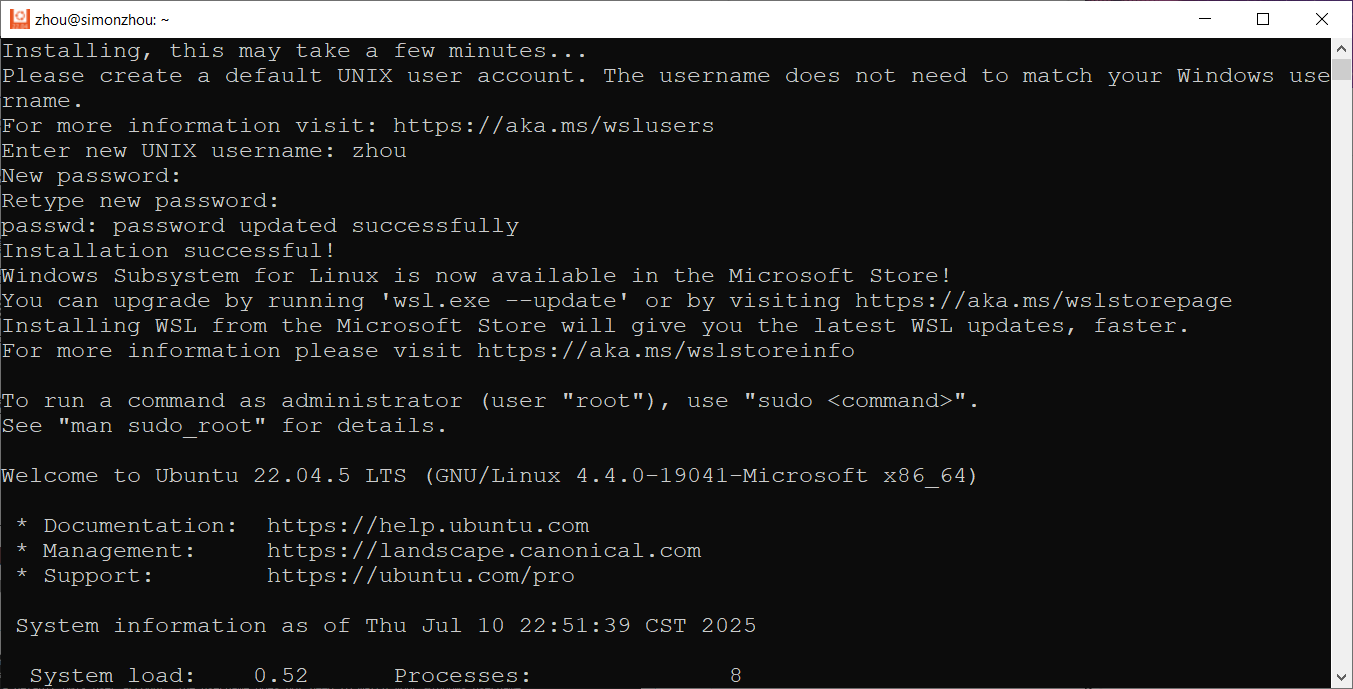 zhou@simonzhou: ~
Installing, this may take a few minutes...
Please create a default UNIX user account. The username does not need to match your Windows use
rname.
For more information visit: https://aka.ms/wslusers
Enter new UNIX username: zhou
New password:
Retype new password:
passwd: password updated successfully
Installation successful!
Windows Subsystem for Linux is now available in the Microsoft Store!
You can upgrade by running 'wsl.exe --update' or by visiting https://aka.ms/wslstorepage
Installing WSL from the Microsoft Store will give you the latest WSL updates, faster.
For more information please visit https://aka.ms/wslstoreinfo

To run a command as administrator (user "root"), use "sudo <command>".
See "man sudo_root" for details.

Welcome to Ubuntu 22.04.5 LTS (GNU/Linux 4.4.0-19041-Microsoft x86_64)

 * Documentation:  https://help.ubuntu.com
 * Management:     https://landscape.canonical.com
 * Support:        https://ubuntu.com/pro

 System information as of Thu Jul 10 22:51:39 CST 2025

  System load:    0.52      Processes:              8